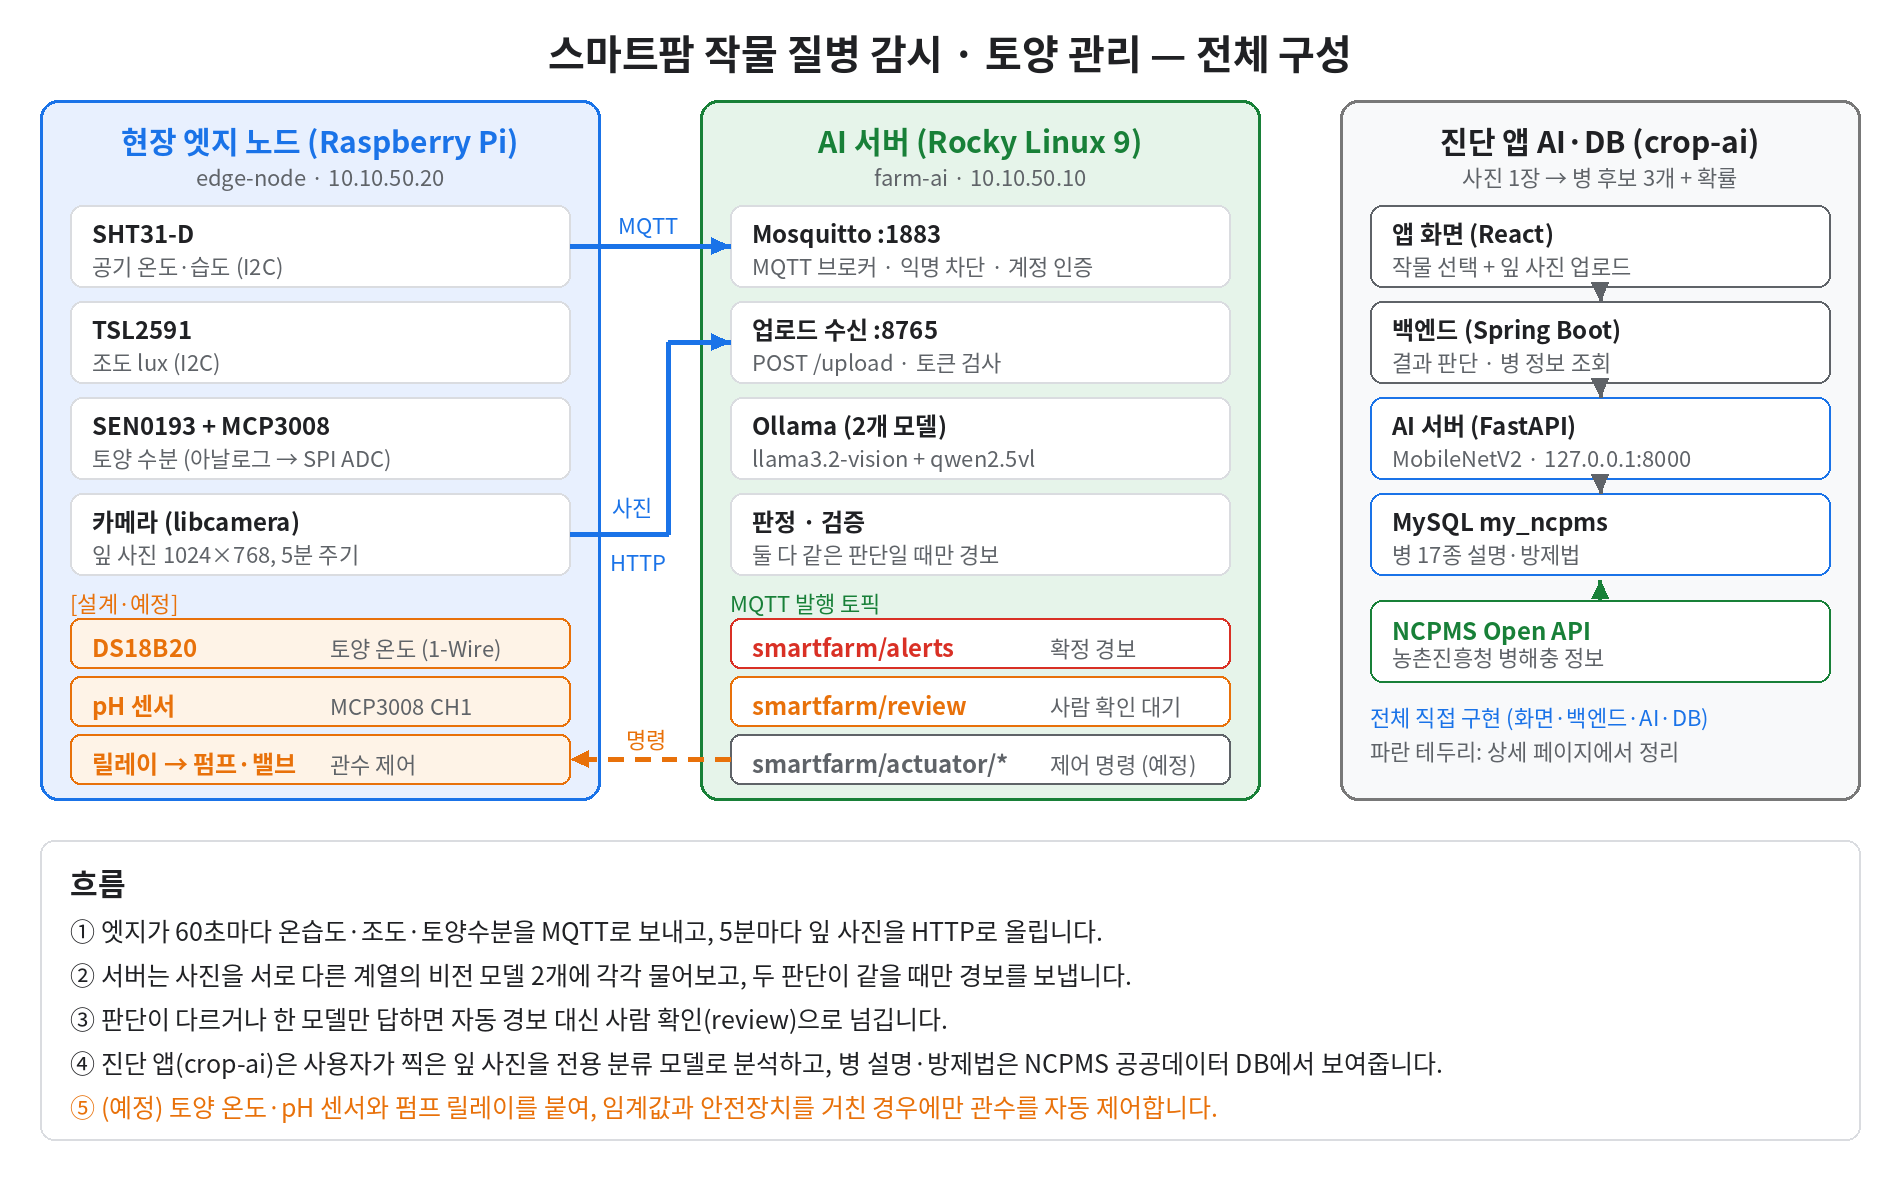 스마트팜 작물 질병 감시 · 토양 관리 — 전체 구성
현장 엣지 노드 (Raspberry Pi)
edge-node · 10.10.50.20
SHT31-D
공기 온도·습도 (I2C)
TSL2591
조도 lux (I2C)
SEN0193 + MCP3008
토양 수분 (아날로그 → SPI ADC)
카메라 (libcamera)
잎 사진 1024×768, 5분 주기
[설계·예정]
DS18B20 토양 온도 (1-Wire)
pH 센서 MCP3008 CH1
릴레이 → 펌프·밸브 관수 제어
MQTT
사진
HTTP
명령
AI 서버 (Rocky Linux 9)
farm-ai · 10.10.50.10
Mosquitto :1883
MQTT 브로커 · 익명 차단 · 계정 인증
업로드 수신 :8765
POST /upload · 토큰 검사
Ollama (2개 모델)
llama3.2-vision + qwen2.5vl
판정 · 검증
둘 다 같은 판단일 때만 경보
MQTT 발행 토픽
smartfarm/alerts 확정 경보
smartfarm/review 사람 확인 대기
smartfarm/actuator/* 제어 명령 (예정)
진단 앱 AI·DB (crop-ai)
사진 1장 → 병 후보 3개 + 확률
앱 화면 (React)
작물 선택 + 잎 사진 업로드
백엔드 (Spring Boot)
결과 판단 · 병 정보 조회
AI 서버 (FastAPI)
MobileNetV2 · 127.0.0.1:8000
MySQL my_ncpms
병 17종 설명·방제법
NCPMS Open API
농촌진흥청 병해충 정보
전체 직접 구현 (화면·백엔드·AI·DB)
파란 테두리: 상세 페이지에서 정리
흐름
① 엣지가 60초마다 온습도·조도·토양수분을 MQTT로 보내고, 5분마다 잎 사진을 HTTP로 올립니다.
② 서버는 사진을 서로 다른 계열의 비전 모델 2개에 각각 물어보고, 두 판단이 같을 때만 경보를 보냅니다.
③ 판단이 다르거나 한 모델만 답하면 자동 경보 대신 사람 확인(review)으로 넘깁니다.
④ 진단 앱(crop-ai)은 사용자가 찍은 잎 사진을 전용 분류 모델로 분석하고, 병 설명·방제법은 NCPMS 공공데이터 DB에서 보여줍니다.
⑤ (예정) 토양 온도·pH 센서와 펌프 릴레이를 붙여, 임계값과 안전장치를 거친 경우에만 관수를 자동 제어합니다.